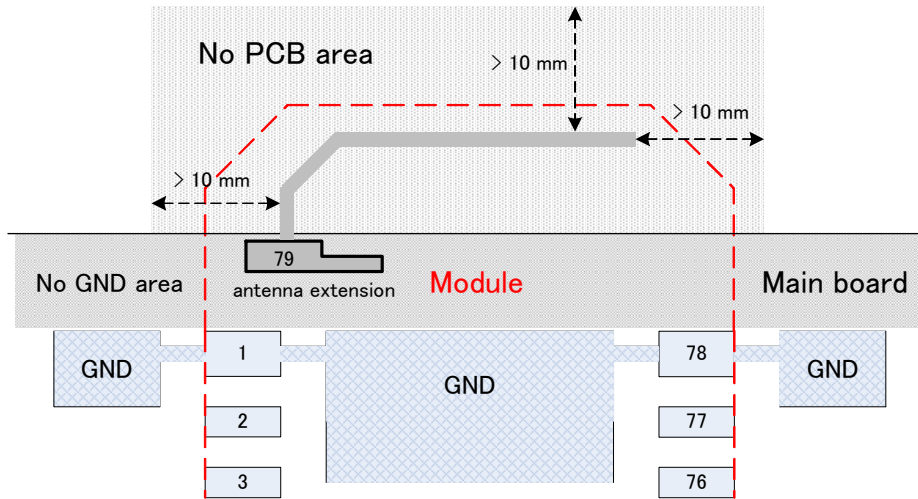 No PCB area
> 10 mm
> 10 mm
> 10 mm
79
antenna extension
No GND area
Module
Main board
GND
1
GND
78
GND
2
77
3
76